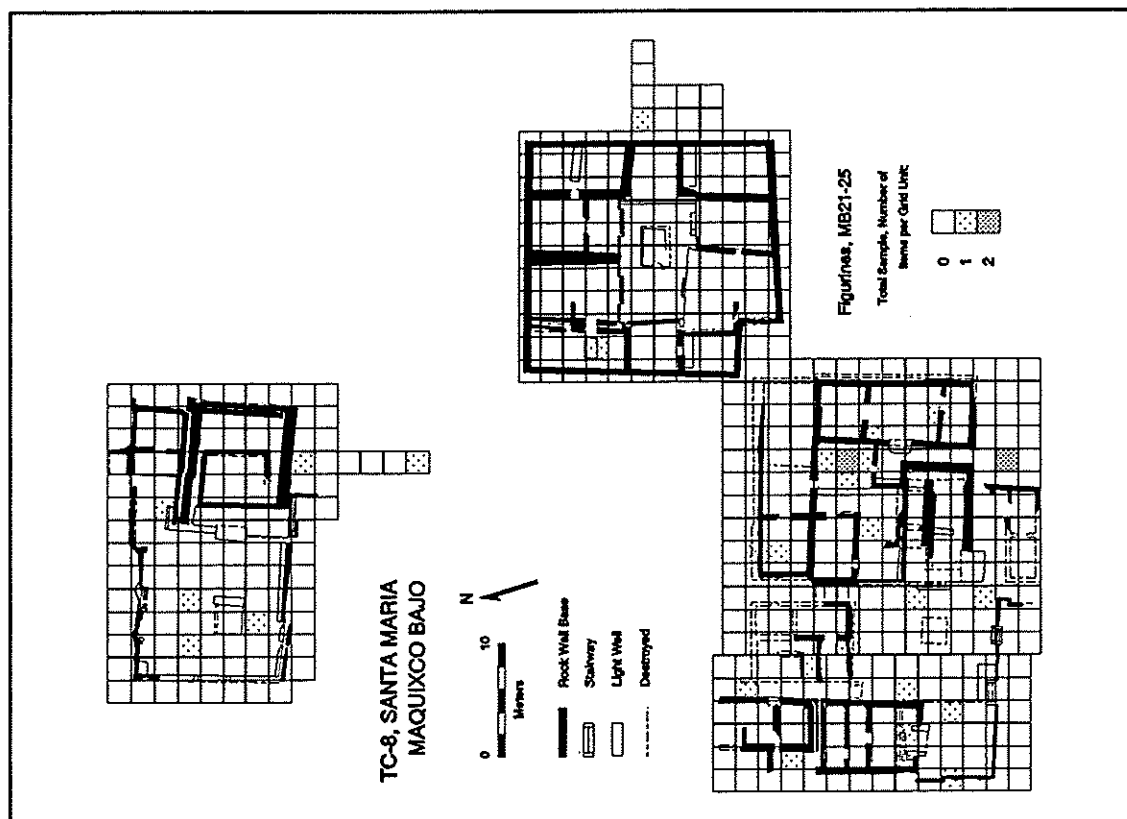 TC-8, SANTA MARIA
MAQUIXCO BAJO
N
0 10
Meters
Rock Wall Base
Stairway
Light Well
Destroyed
Figurines, MB21-25
Total Sample, Number of
Items per Grid Unit:
0
1
2